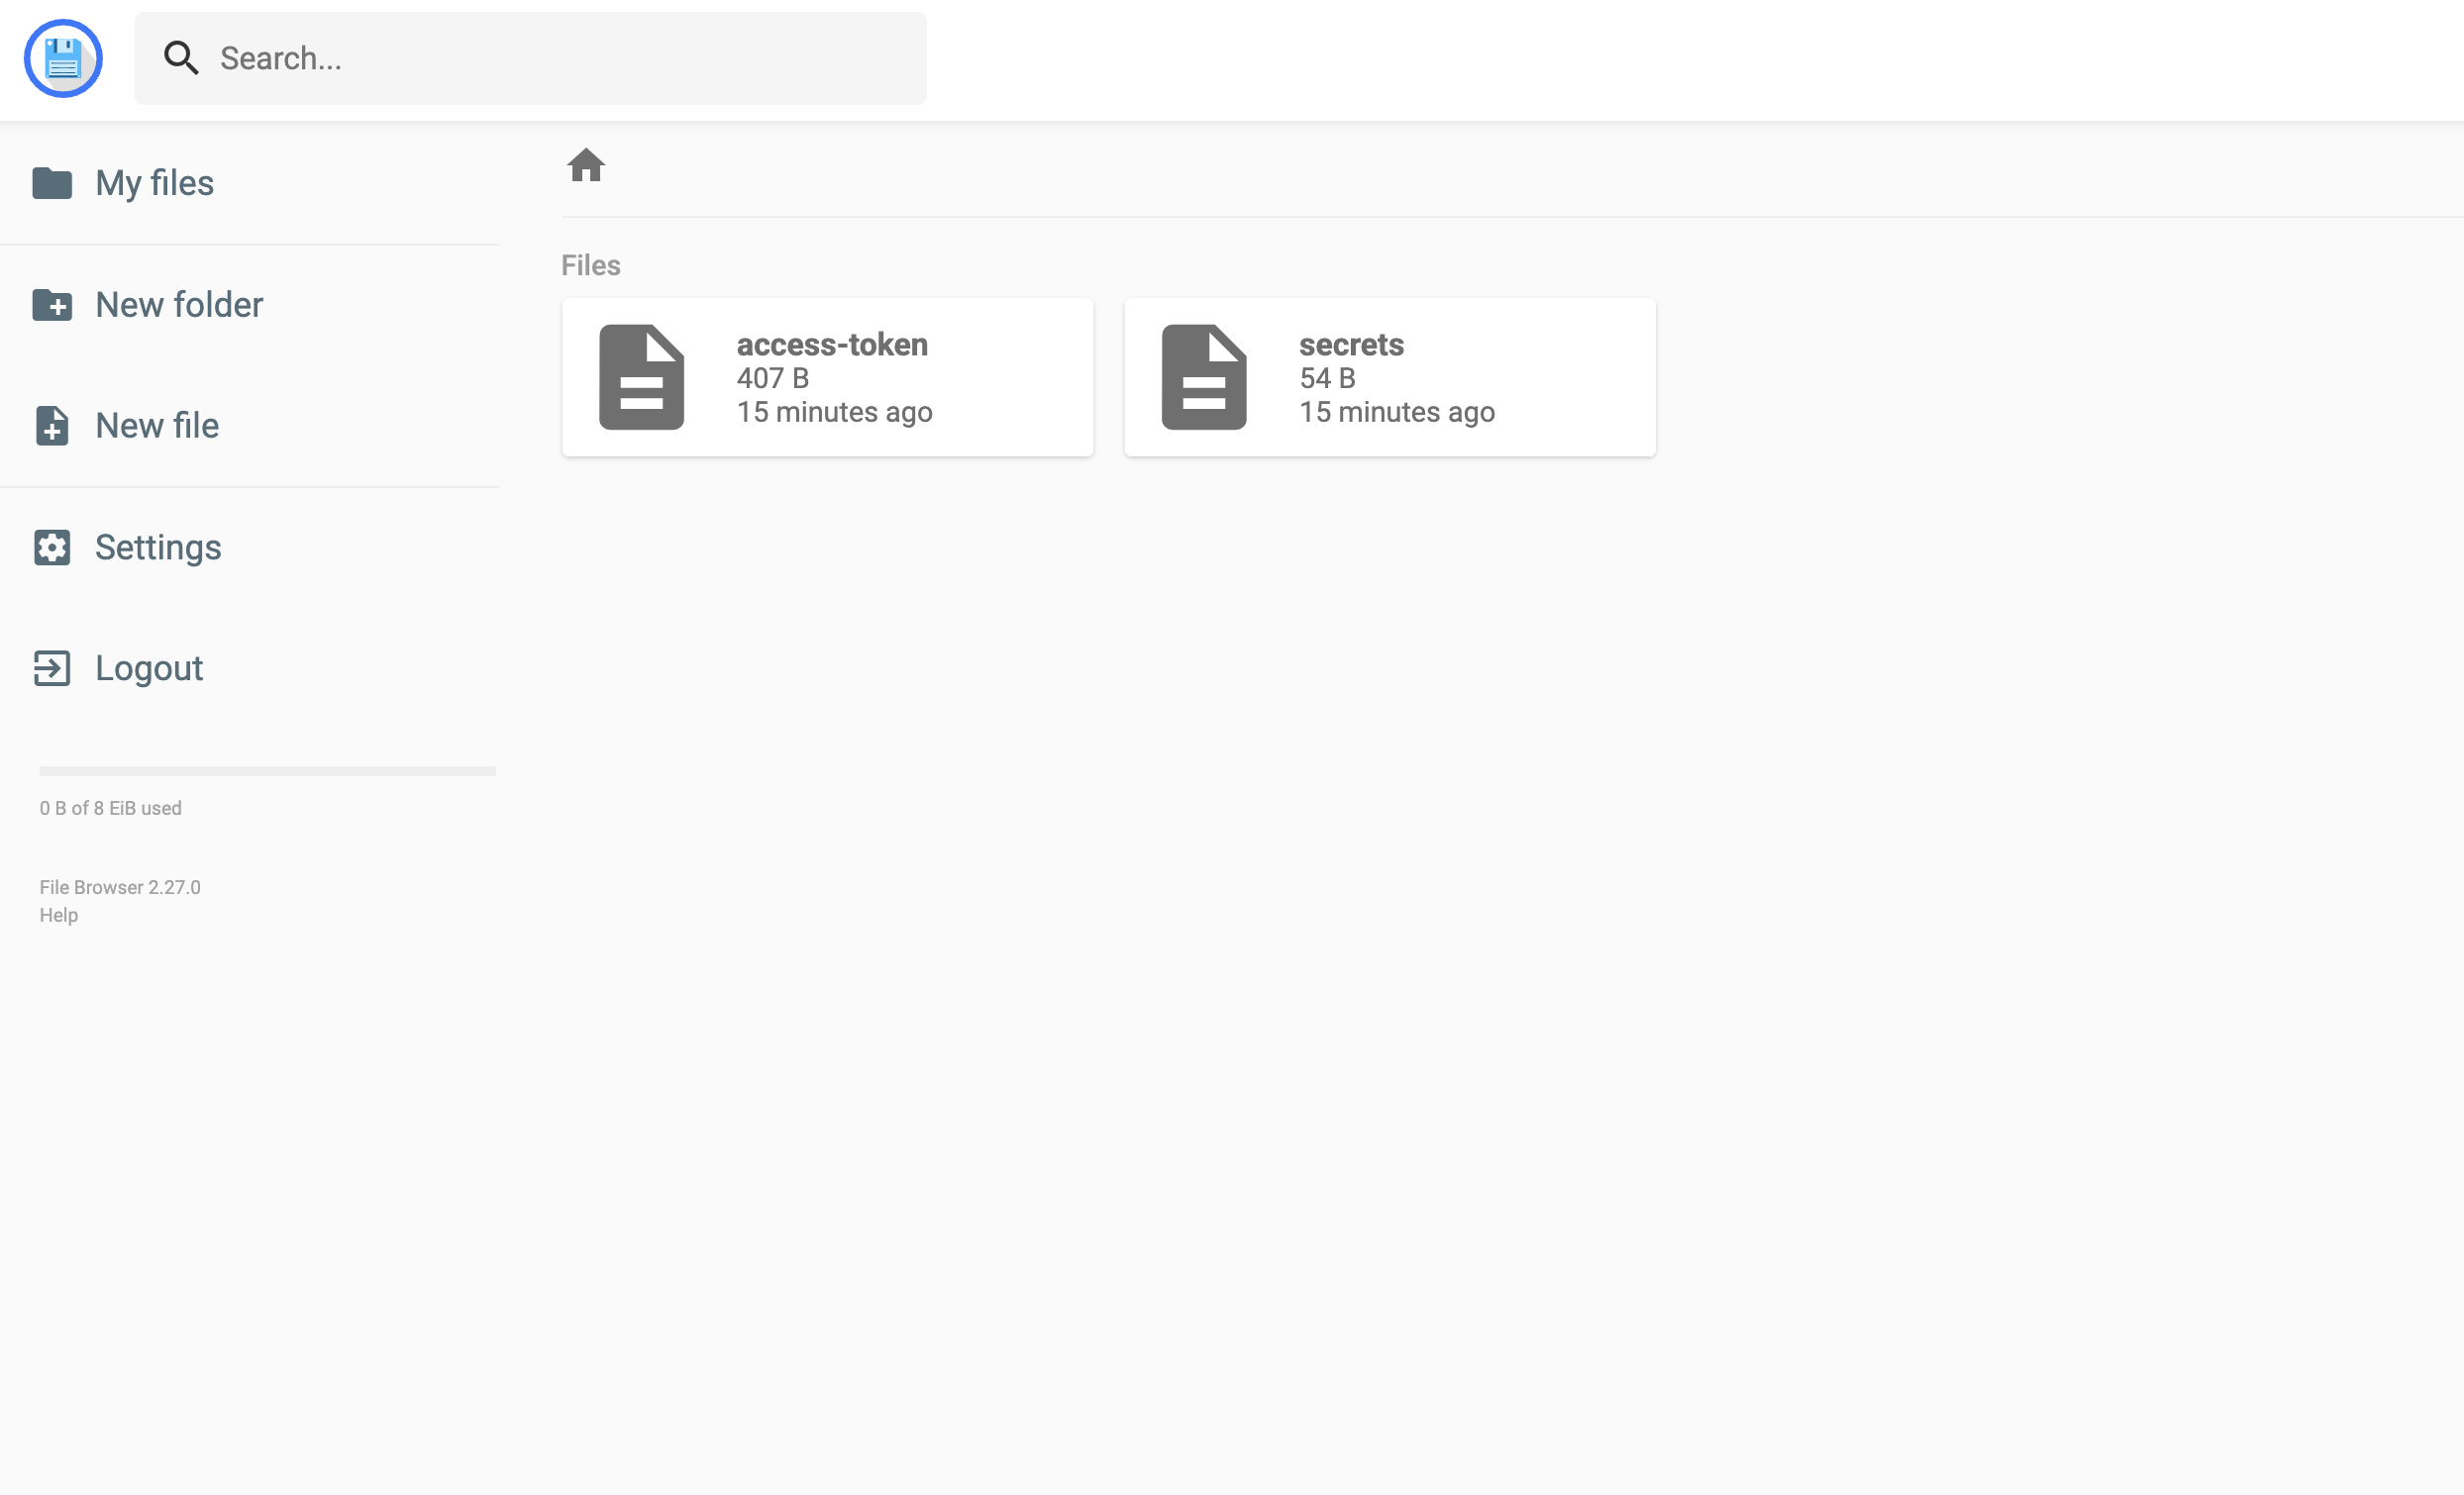 Search...
My files
New folder
New file
Settings
Logout
0 B of 8 EiB used
File Browser 2.27.0
Help
Files
access-token
407 B
15 minutes ago
secrets
54 B
15 minutes ago